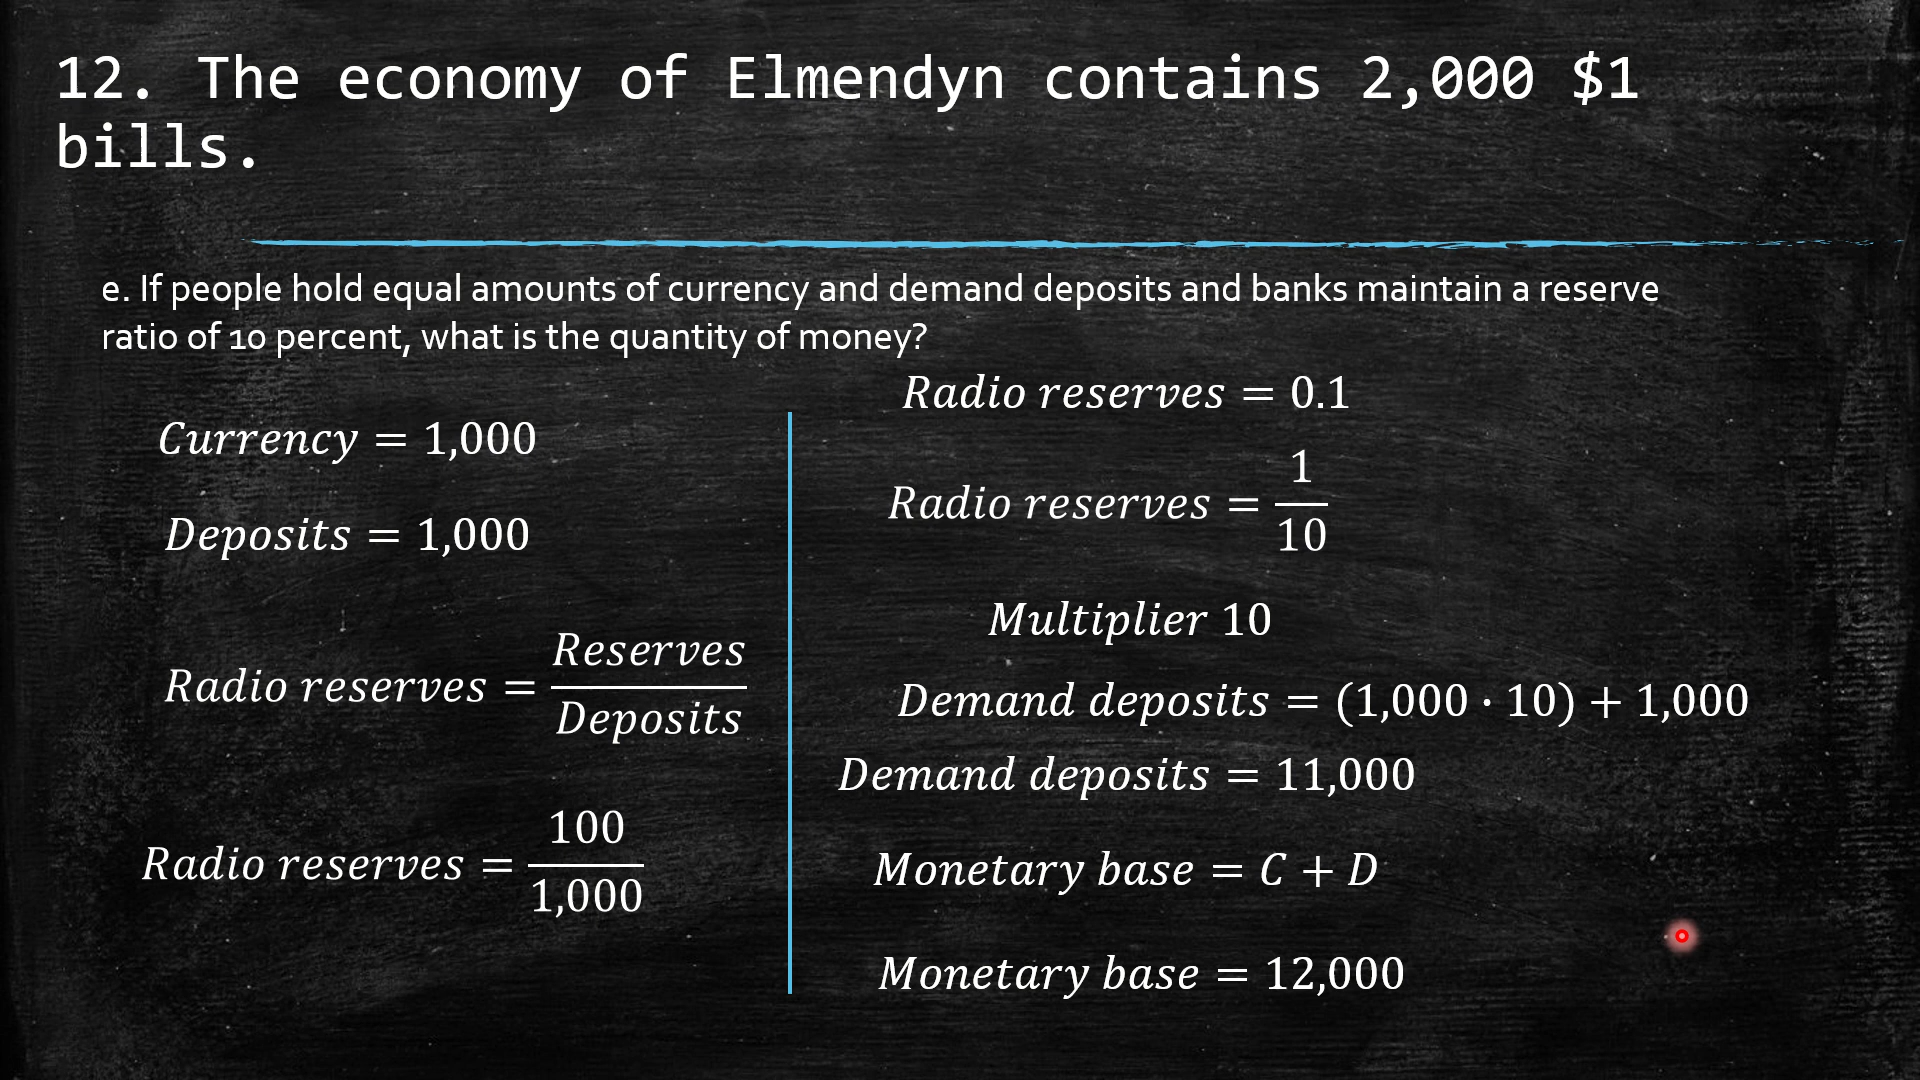 12. The economy of Elmendyn contains 2,000 $1
bills.
e. If people hold equal amounts of currency and demand deposits and banks maintain a reserve
ratio of 10 percent, what is the quantity of money?
Currency = 1,000
Deposits = 1,000
Radio reserves = Reserves / Deposits
Radio reserves = 100 / 1,000
Radio reserves = 0.1
Radio reserves = 1 / 10
Multiplier 10
Demand deposits = (1,000 · 10) + 1,000
Demand deposits = 11,000
Monetary base = C + D
Monetary base = 12,000